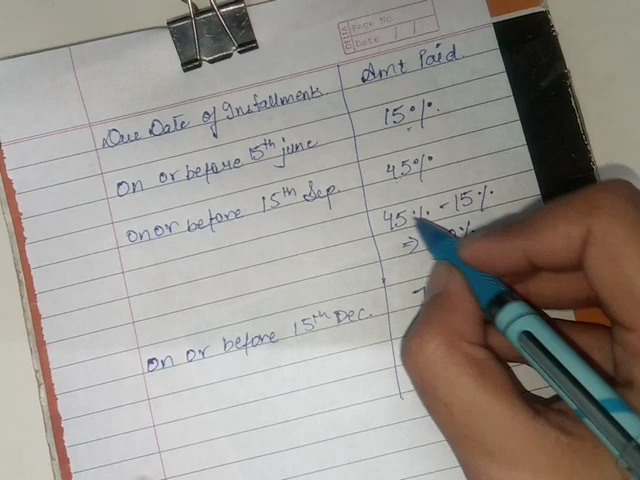 Page No.
Date / /
Due Date of Installments Amt Paid
on or before 15th June 15%.
on or before 15th Sep. 45%
45% - 15%
⇒
on or before 15th Dec.